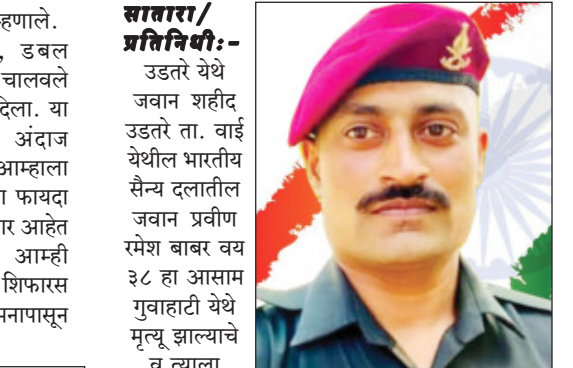 हणाले.
, डबल
चालवले
दिला. या
अंदाज
आम्हाला
ा फायदा
ार आहेत
आम्ही
शिफारस
मनापासून
सातारा/
प्रतिनिधी:-
उडतरे येथे
जवान शहीद
उडतरे ता. वाई
येथील भारतीय
सैन्य दलातील
जवान प्रवीण
रमेश बाबर वय
३८ हा आसाम
गुवाहाटी येथे
मृत्यू झाल्याचे
व त्याला